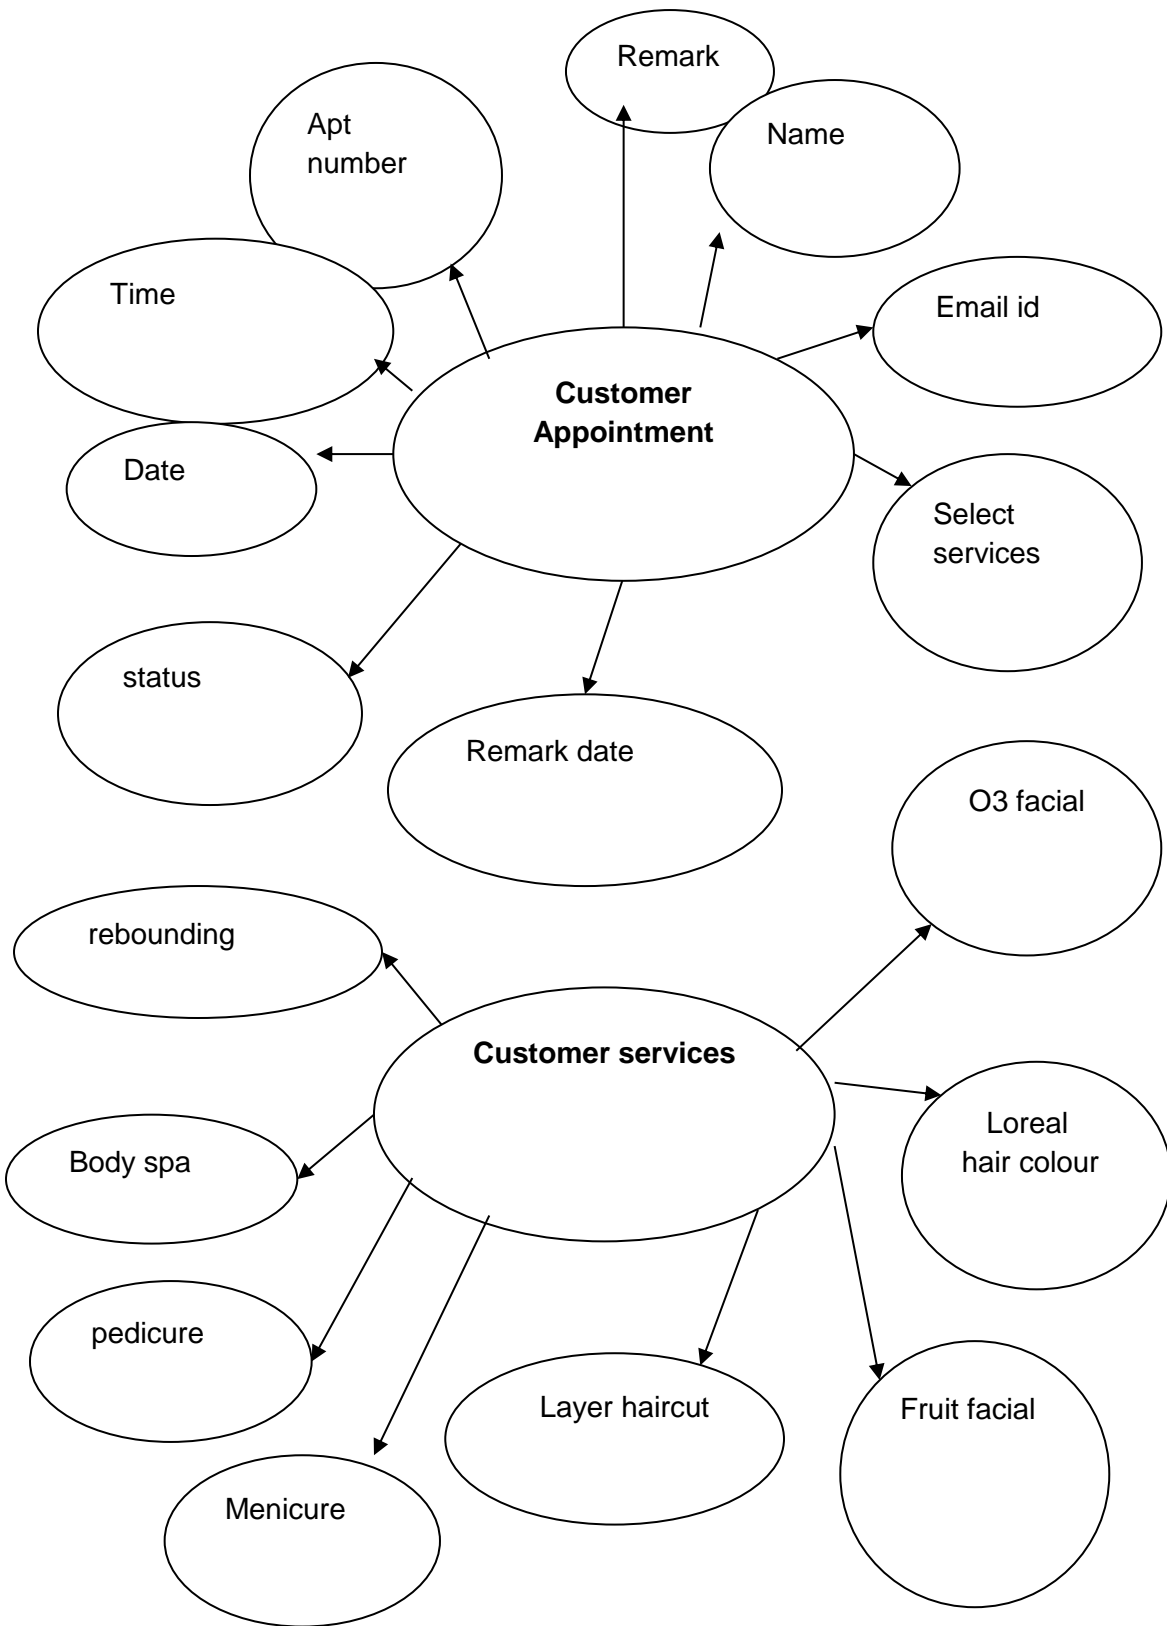 Remark
Apt
number
Name
Time
Email id
Customer
Appointment
Date
Select
services
status
Remark date
O3 facial
rebounding
Customer services
Loreal
hair colour
Body spa
pedicure
Layer haircut
Fruit facial
Menicure